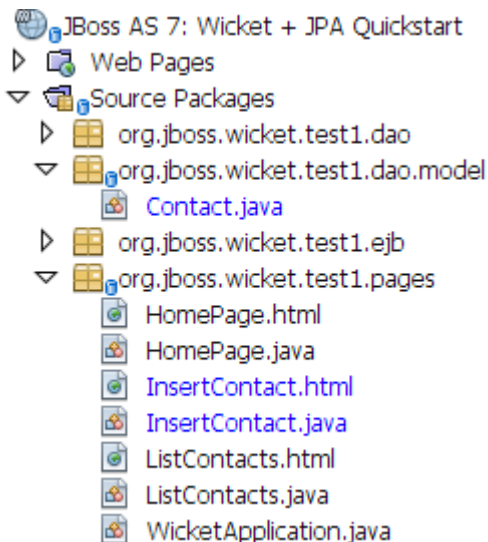 JBoss AS 7: Wicket + JPA Quickstart
Web Pages
Source Packages
org.jboss.wicket.test1.dao
org.jboss.wicket.test1.dao.model
Contact.java
org.jboss.wicket.test1.ejb
org.jboss.wicket.test1.pages
HomePage.html
HomePage.java
InsertContact.html
InsertContact.java
ListContacts.html
ListContacts.java
WicketApplication.java